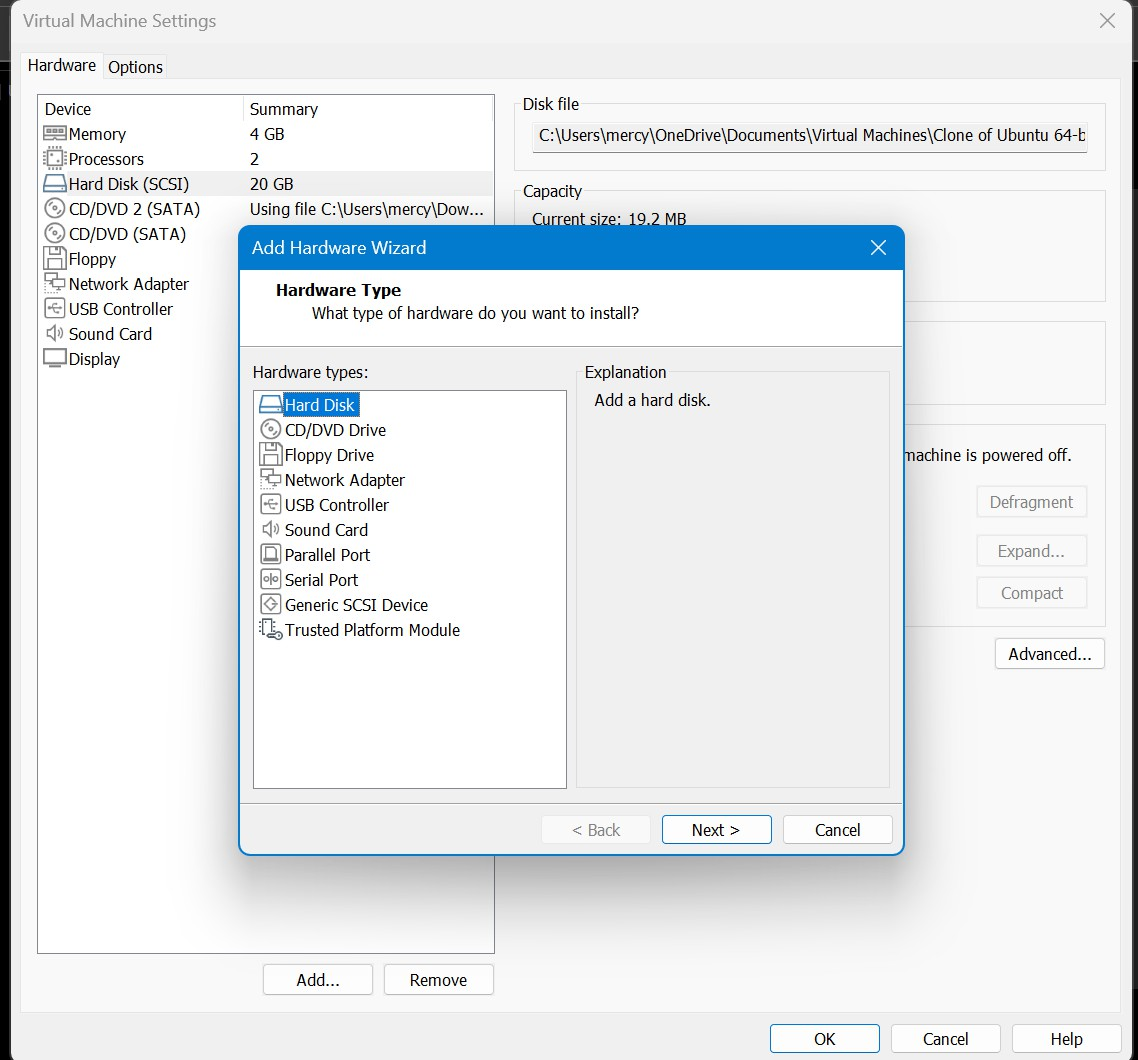 Virtual Machine Settings
Hardware Options
Device Summary
Memory 4 GB
Processors 2
Hard Disk (SCSI) 20 GB
CD/DVD 2 (SATA) Using file C:\Users\mercy\Dow...
CD/DVD (SATA)
Floppy
Network Adapter
USB Controller
Sound Card
Display
Add... Remove
Disk file
C:\Users\mercy\OneDrive\Documents\Virtual Machines\Clone of Ubuntu 64-b
Capacity
Current size: 19.2 MB
machine is powered off.
Defragment
Expand...
Compact
Advanced...
Add Hardware Wizard
Hardware Type
What type of hardware do you want to install?
Hardware types:
Hard Disk
CD/DVD Drive
Floppy Drive
Network Adapter
USB Controller
Sound Card
Parallel Port
Serial Port
Generic SCSI Device
Trusted Platform Module
Explanation
Add a hard disk.
< Back Next > Cancel
OK Cancel Help